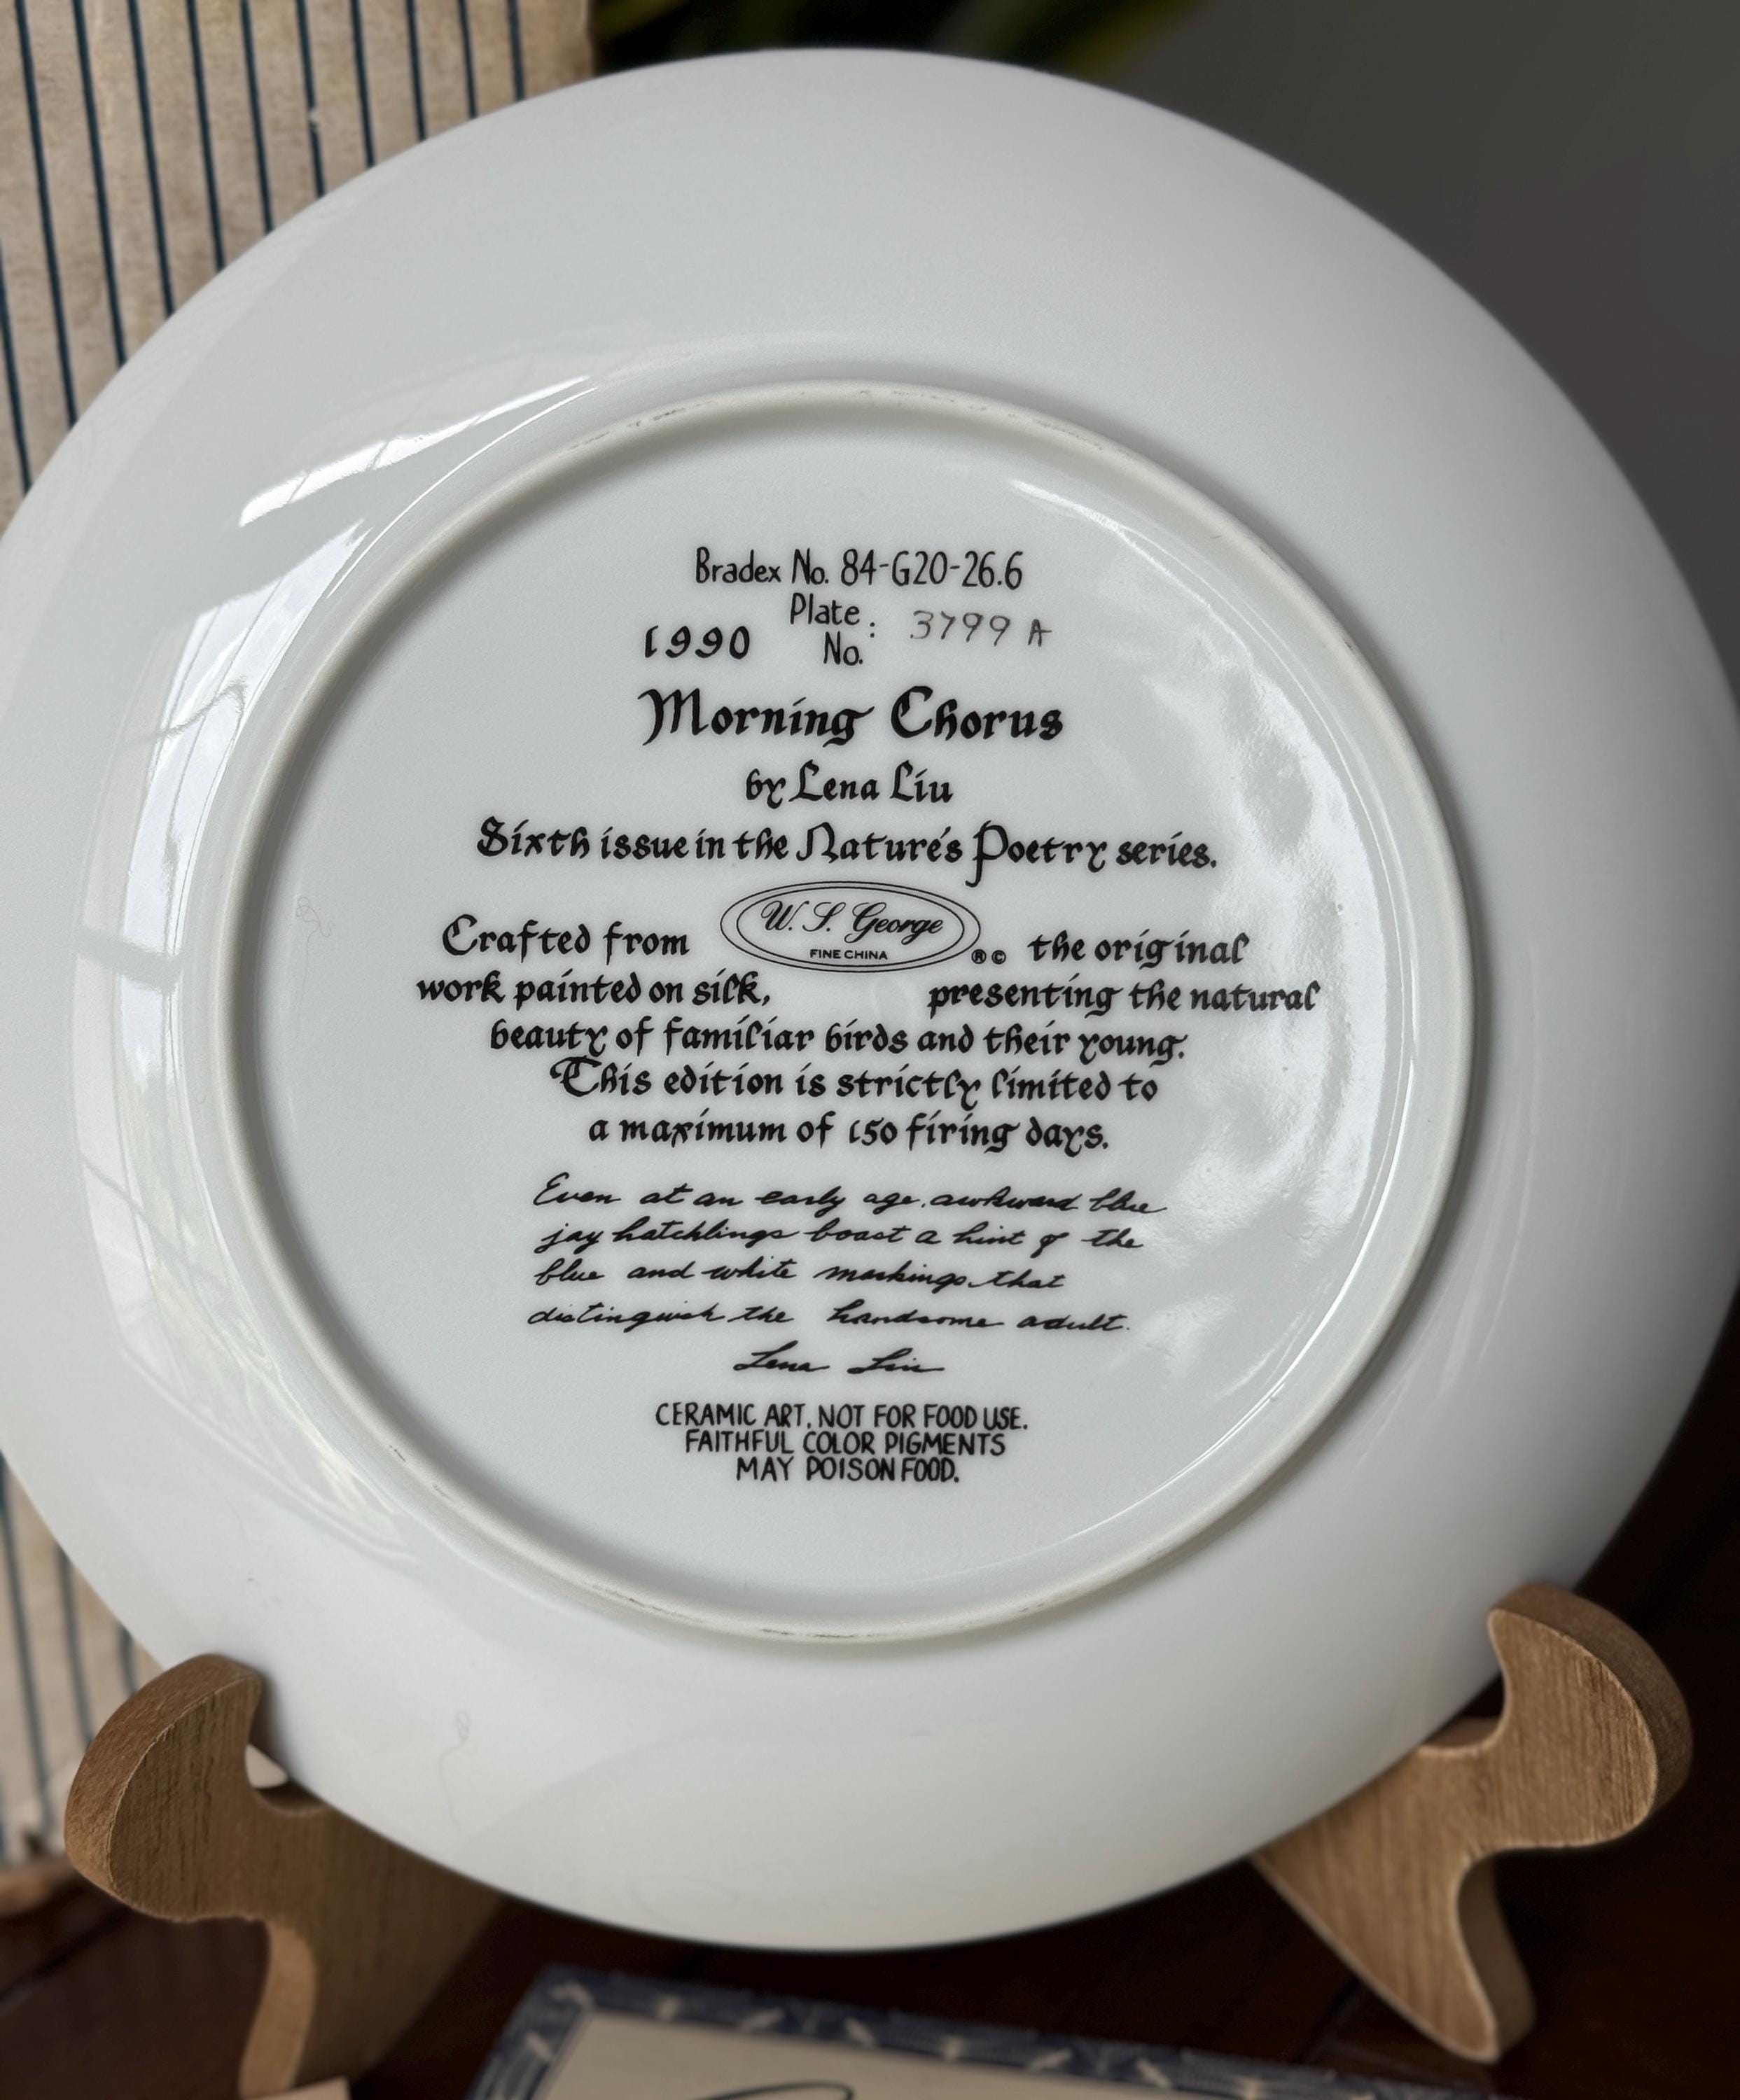 Bradex No. 84-G20-26.6
1990 Plate No. : 3799 A
Morning Chorus
by Lena Liu
Sixth issue in the Nature's Poetry series.
Crafted from W. S. George FINE CHINA ®© the original
work painted on silk, presenting the natural
beauty of familiar birds and their young.
This edition is strictly limited to
a maximum of 150 firing days.
Even at an early age, awkward blue
jay hatchlings boast a hint of the
blue and white markings that
distinguish the handsome adult.
Lena Liu
CERAMIC ART, NOT FOR FOOD USE.
FAITHFUL COLOR PIGMENTS
MAY POISON FOOD.